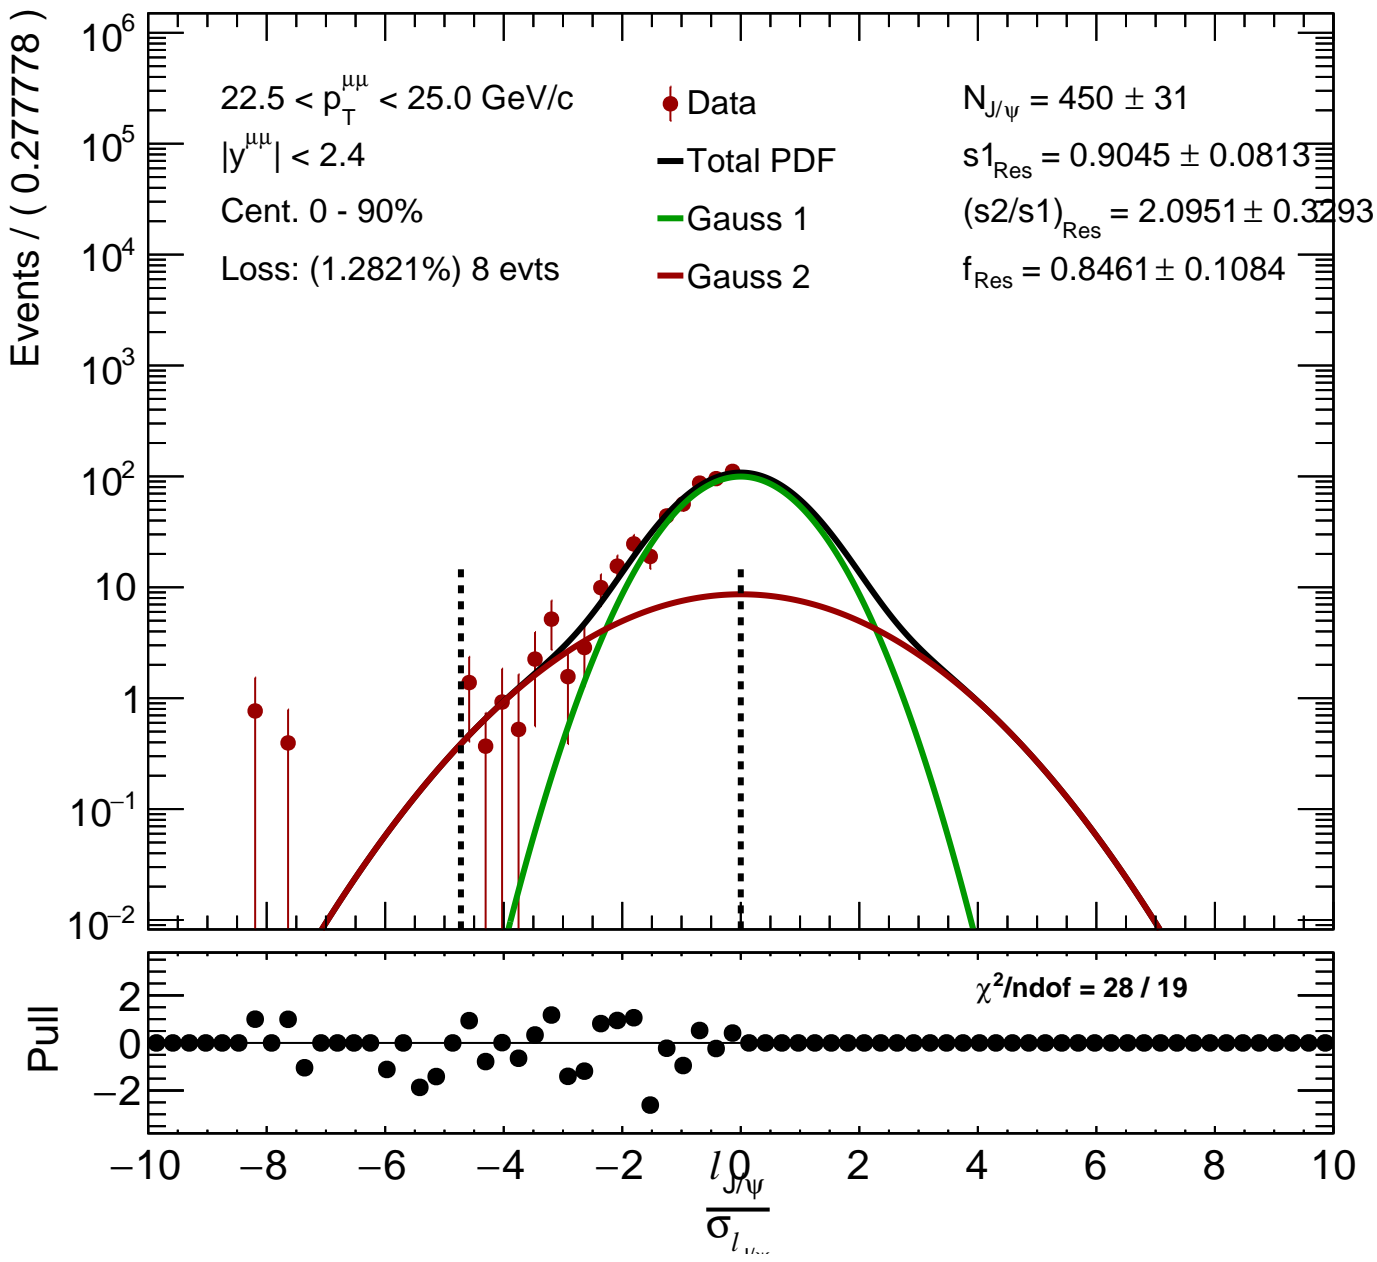 Events / ( 0.277778 )
10^6
10^5
10^4
10^3
10^2
10
1
10^−1
10^−2
22.5 < p_T^μμ < 25.0 GeV/c
|y^μμ| < 2.4
Cent. 0 - 90%
Loss: (1.2821%) 8 evts
Data
Total PDF
Gauss 1
Gauss 2
N_J/ψ = 450 ± 31
s1_Res = 0.9045 ± 0.0813
(s2/s1)_Res = 2.0951 ± 0.3293
f_Res = 0.8461 ± 0.1084
Pull
2
0
−2
χ²/ndof = 28 / 19
−10 −8 −6 −4 −2 0 2 4 6 8 10
l_J/ψ
σ_l_J/ψ